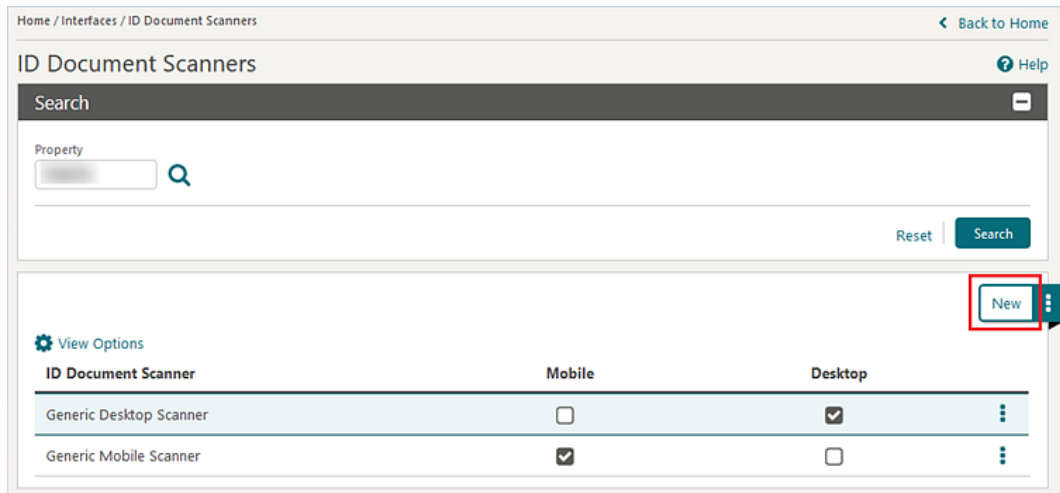 Home / Interfaces / ID Document Scanners
Back to Home
ID Document Scanners
Help
Search
Property
Reset
Search
New
View Options
ID Document Scanner Mobile Desktop
Generic Desktop Scanner
Generic Mobile Scanner